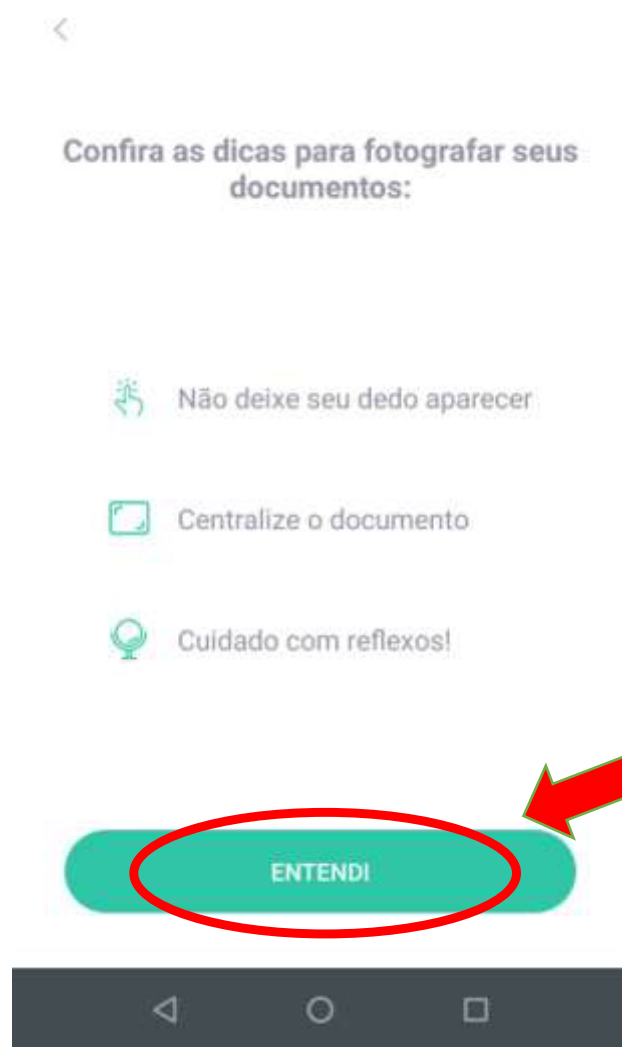 Confira as dicas para fotografar seus
documentos:
Não deixe seu dedo aparecer
Centralize o documento
Cuidado com reflexos!
ENTENDI